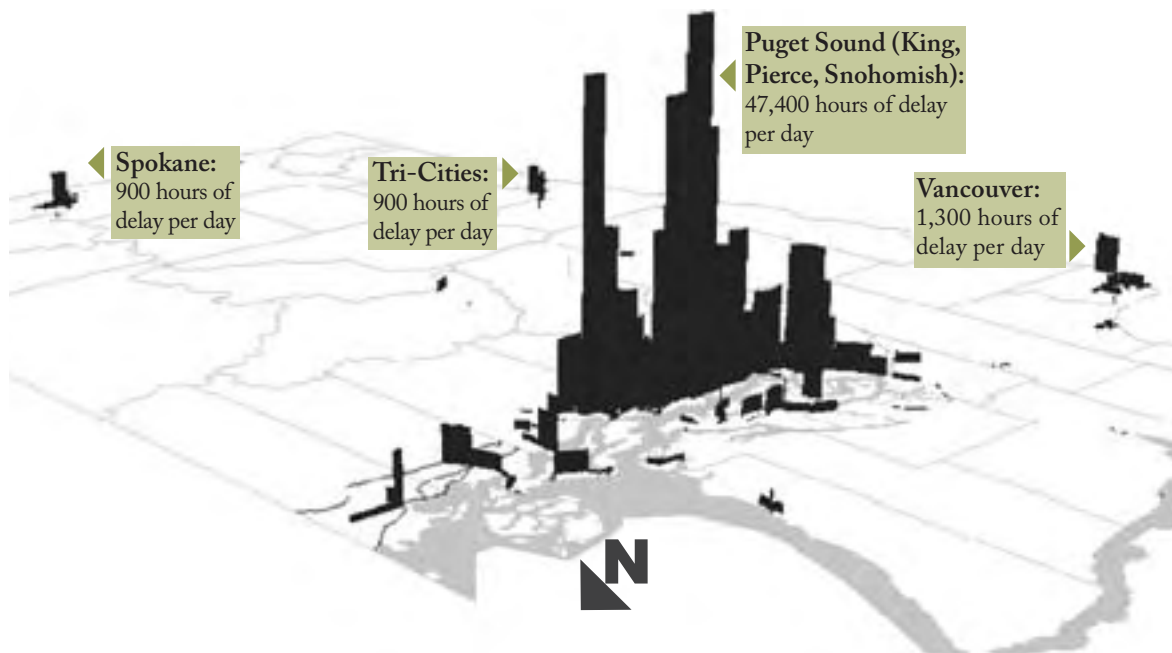 Puget Sound (King,
Pierce, Snohomish):
47,400 hours of delay
per day
Spokane:
900 hours of
delay per day
Tri-Cities:
900 hours of
delay per day
Vancouver:
1,300 hours of
delay per day
N